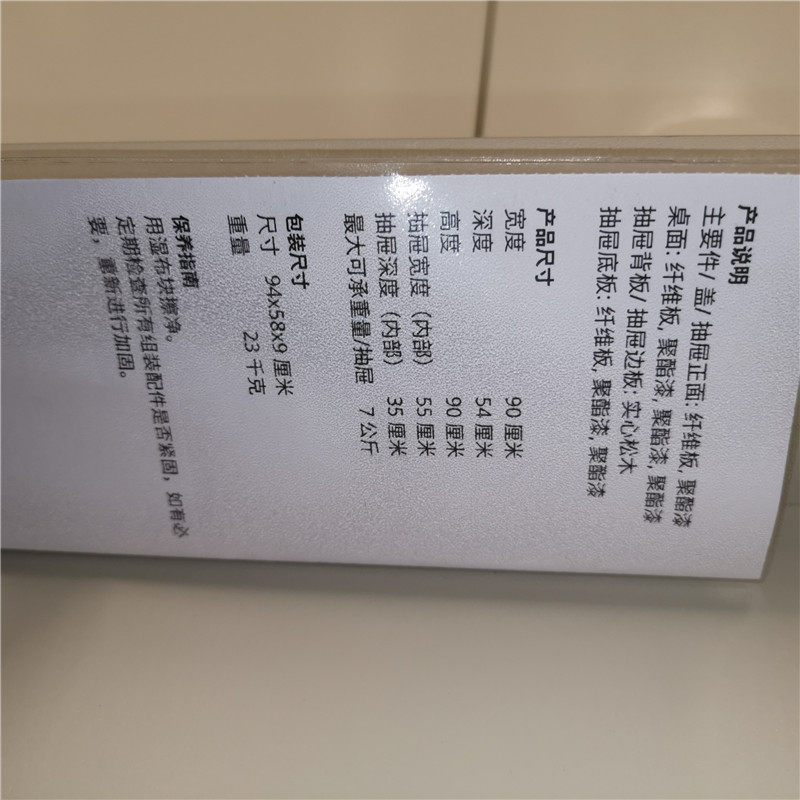 产品说明
主要件/ 盖/ 抽屉正面: 纤维板, 聚酯漆
桌面: 纤维板, 聚酯漆, 聚酯漆, 聚酯漆
抽屉背板/ 抽屉边板: 实心松木
抽屉底板: 纤维板, 聚酯漆, 聚酯漆
产品尺寸
宽度 90 厘米
深度 54 厘米
高度 90 厘米
抽屉宽度（内部） 55 厘米
抽屉深度（内部） 35 厘米
最大可承重量/抽屉 7 公斤
包装尺寸
尺寸 94x58x9 厘米
重量 23 千克
保养指南
用湿布块擦净。
定期检查所有组装配件是否紧固，如有必
要，重新进行加固。